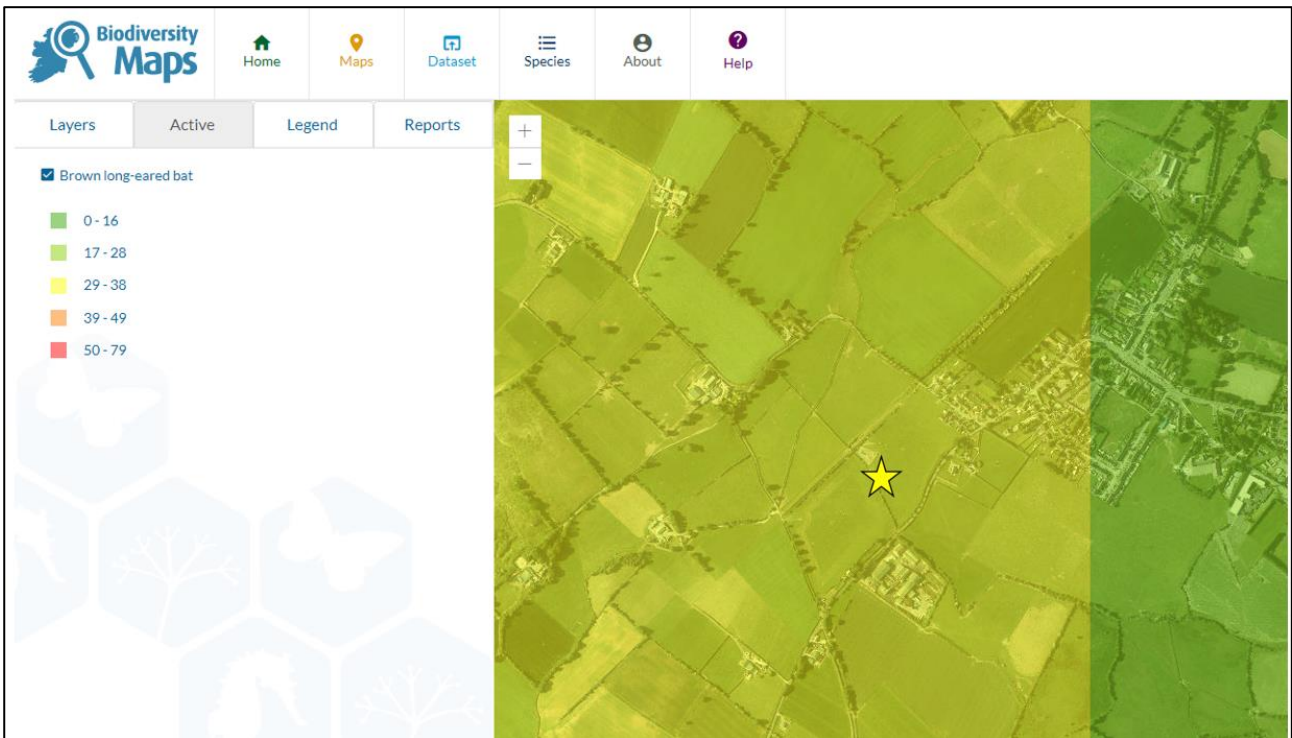 Biodiversity
Maps
Home
Maps
Dataset
Species
About
Help
Layers
Active
Legend
Reports
+
−
Brown long-eared bat
0 - 16
17 - 28
29 - 38
39 - 49
50 - 79